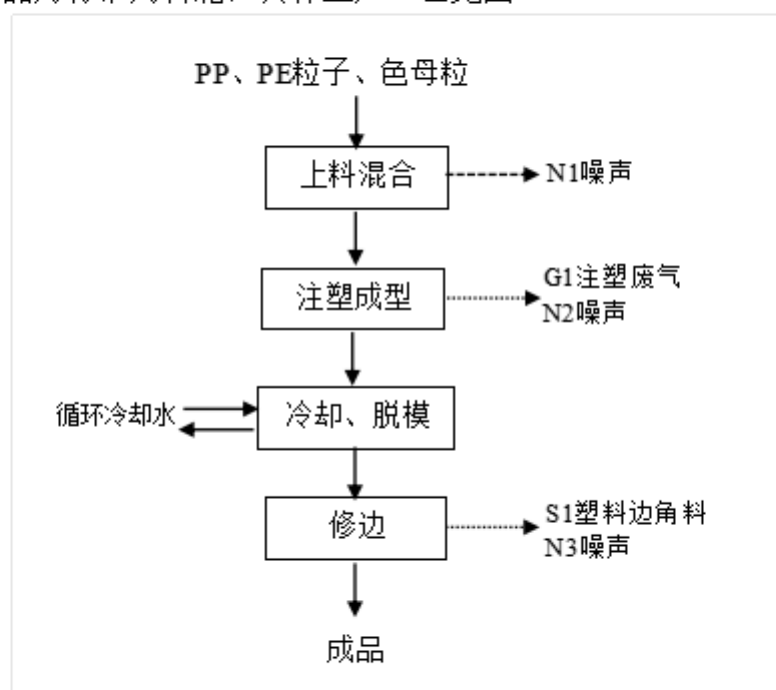 PP、PE粒子、色母粒
上料混合
N1噪声
注塑成型
G1注塑废气
N2噪声
循环冷却水
冷却、脱模
修边
S1塑料边角料
N3噪声
成品